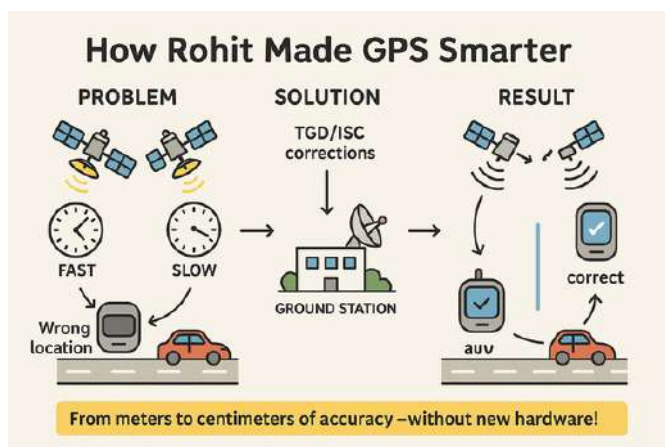 How Rohit Made GPS Smarter
PROBLEM
SOLUTION
RESULT
TGD/ISC
corrections
FAST
SLOW
GROUND STATION
Wrong
location
auv
correct
From meters to centimeters of accuracy –without new hardware!